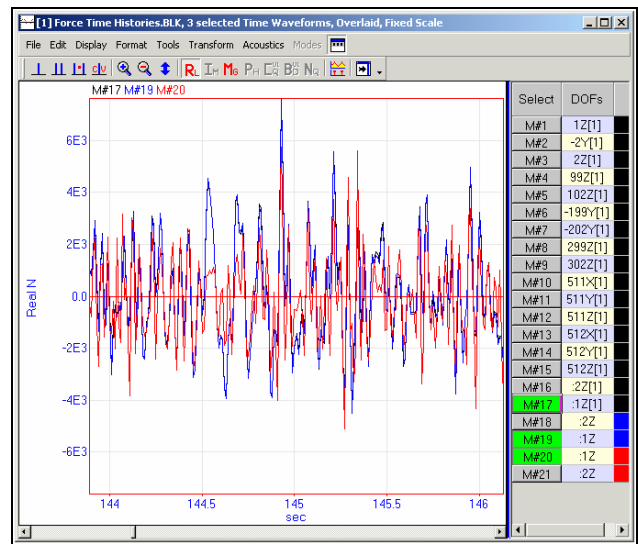 [1] Force Time Histories.BLK, 3 selected Time Waveforms, Overlaid, Fixed Scale
File Edit Display Format Tools Transform Acoustics Modes
RL IM MG PH NQ
M#17 M#19 M#20
Select DOFs
M#1 1Z[1]
M#2 -2Y[1]
M#3 2Z[1]
M#4 99Z[1]
M#5 102Z[1]
M#6 -199Y[1]
M#7 -202Y[1]
M#8 299Z[1]
M#9 302Z[1]
M#10 511X[1]
M#11 511Y[1]
M#12 511Z[1]
M#13 512X[1]
M#14 512Y[1]
M#15 512Z[1]
M#16 :2Z[1]
M#17 :1Z[1]
M#18 :2Z
M#19 :1Z
M#20 :1Z
M#21 :2Z
6E3
4E3
2E3
0.0
-2E3
-4E3
-6E3
Real N
144 144.5 145 145.5 146
sec